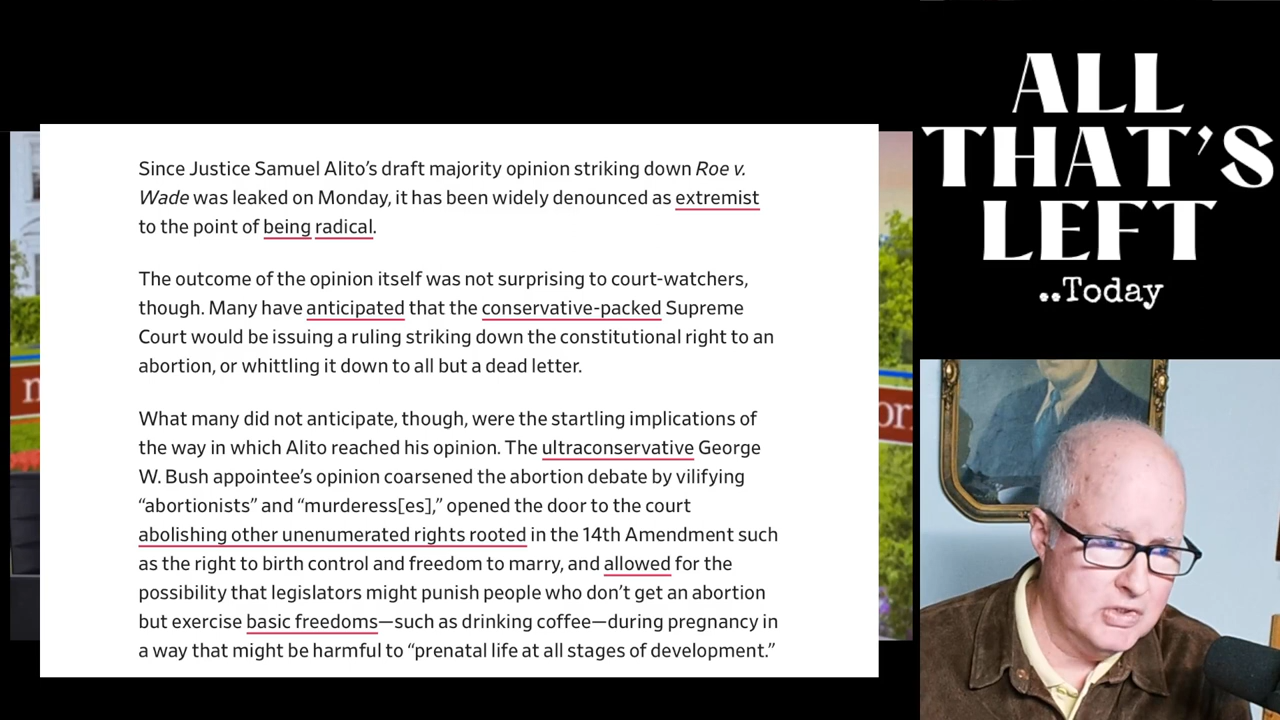 Since Justice Samuel Alito’s draft majority opinion striking down Roe v.
Wade was leaked on Monday, it has been widely denounced as extremist
to the point of being radical.
The outcome of the opinion itself was not surprising to court-watchers,
though. Many have anticipated that the conservative-packed Supreme
Court would be issuing a ruling striking down the constitutional right to an
abortion, or whittling it down to all but a dead letter.
What many did not anticipate, though, were the startling implications of
the way in which Alito reached his opinion. The ultraconservative George
W. Bush appointee’s opinion coarsened the abortion debate by vilifying
“abortionists” and “murderess[es],” opened the door to the court
abolishing other unenumerated rights rooted in the 14th Amendment such
as the right to birth control and freedom to marry, and allowed for the
possibility that legislators might punish people who don’t get an abortion
but exercise basic freedoms—such as drinking coffee—during pregnancy in
a way that might be harmful to “prenatal life at all stages of development.”
ALL
THAT’S
LEFT
..Today